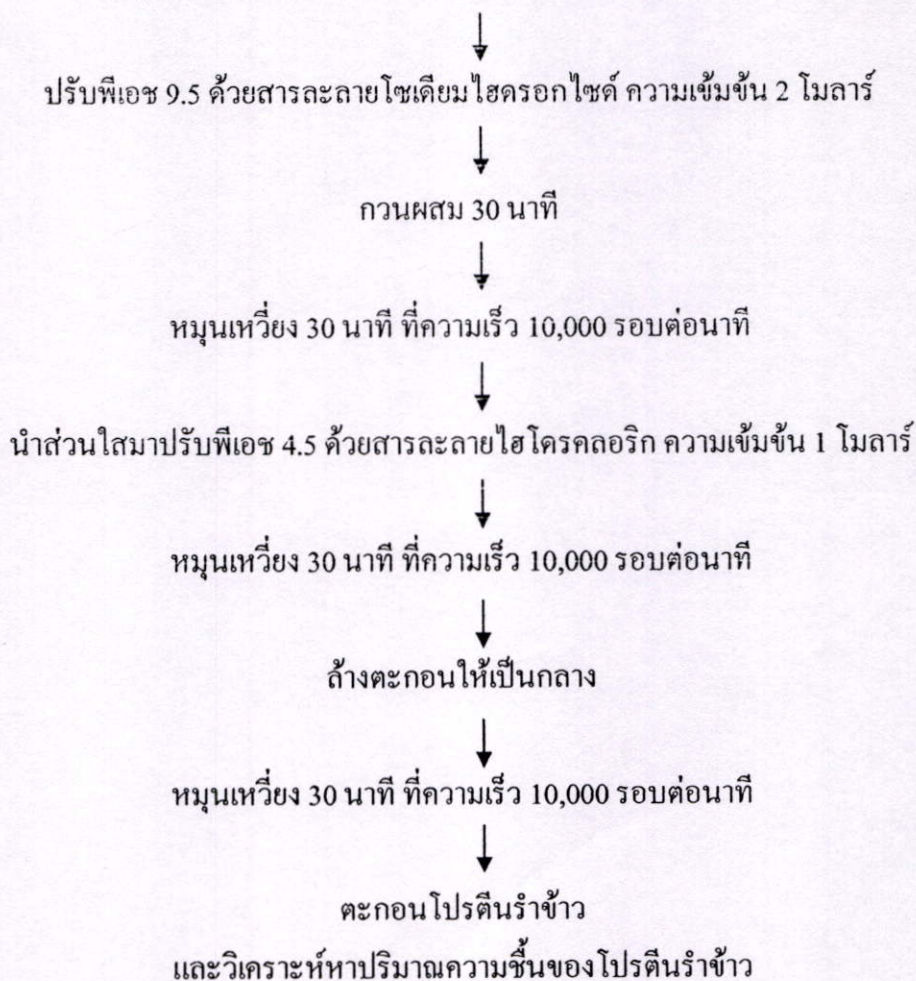 ปรับพีเอช 9.5 ด้วยสารละลายโซเดียมไฮดรอกไซด์ ความเข้มข้น 2 โมลาร์
กวนผสม 30 นาที
หมุนเหวี่ยง 30 นาที ที่ความเร็ว 10,000 รอบต่อนาที
นำส่วนใสมาปรับพีเอช 4.5 ด้วยสารละลายไฮโดรคลอริก ความเข้มข้น 1 โมลาร์
หมุนเหวี่ยง 30 นาที ที่ความเร็ว 10,000 รอบต่อนาที
ล้างตะกอนให้เป็นกลาง
หมุนเหวี่ยง 30 นาที ที่ความเร็ว 10,000 รอบต่อนาที
ตะกอนโปรตีนรำข้าว
และวิเคราะห์หาปริมาณความชื้นของโปรตีนรำข้าว